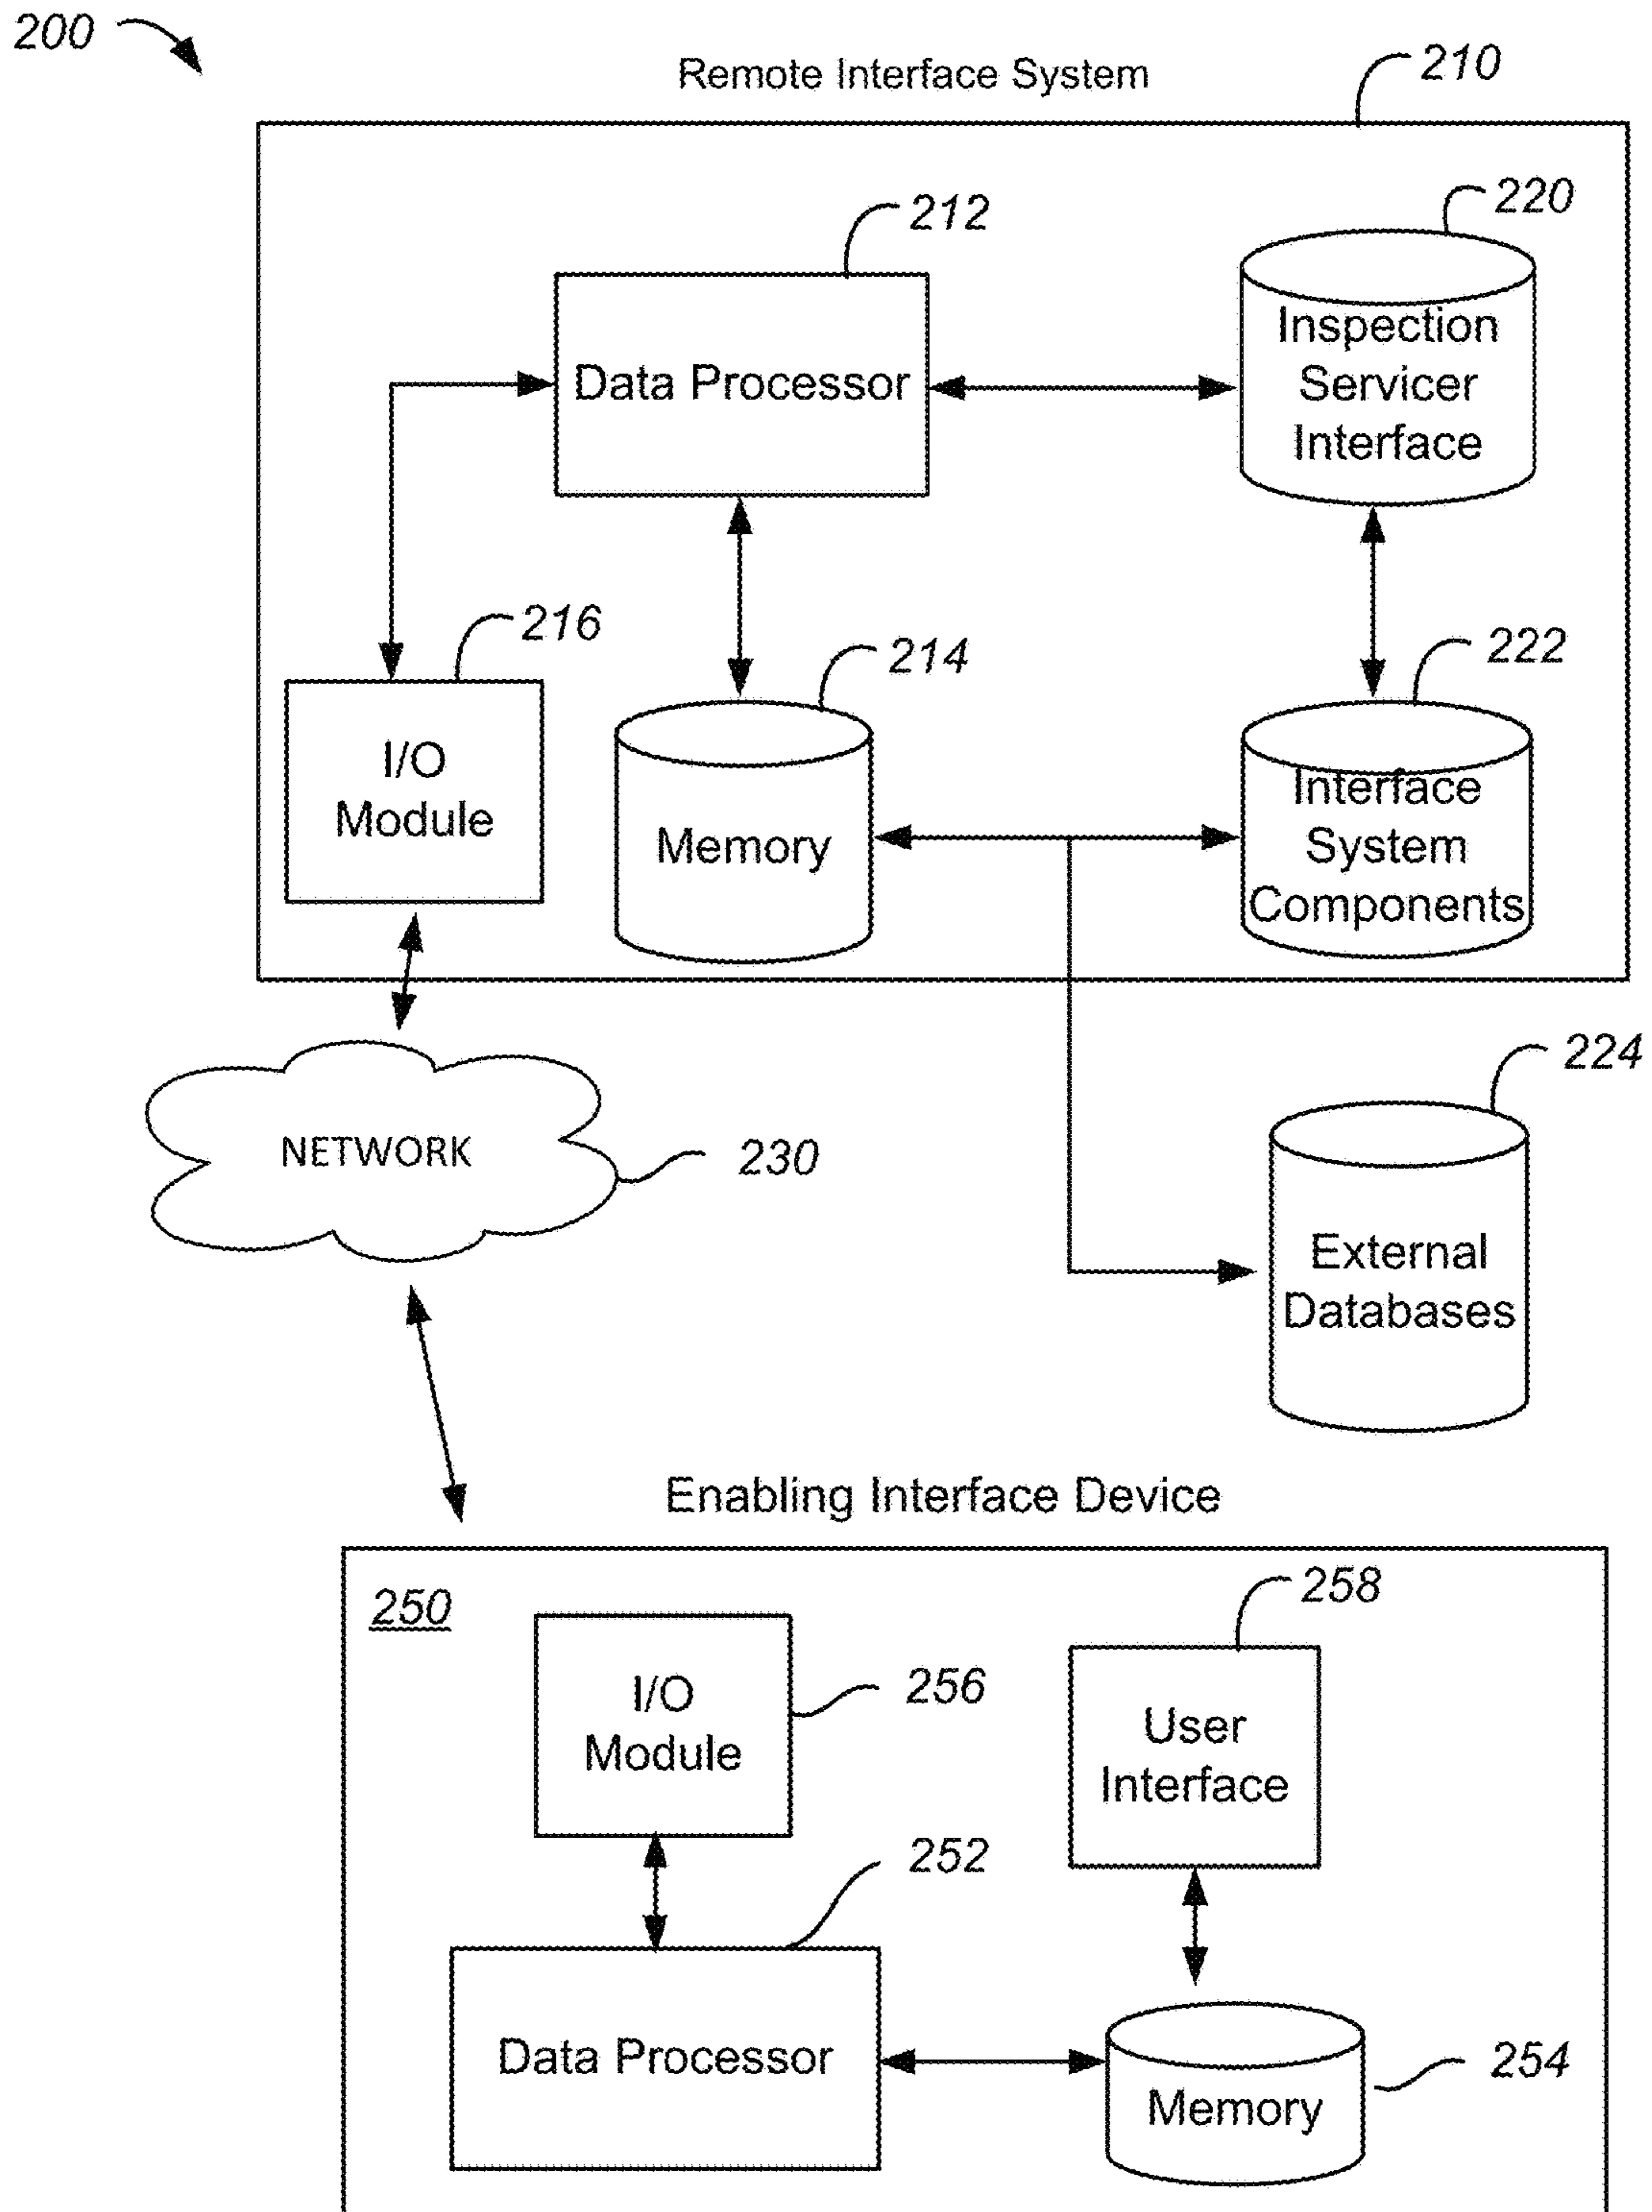 200
Remote Interface System
210
212
220
Data Processor
Inspection
Servicer
Interface
216
214
222
I/O
Module
Memory
Interface
System
Components
224
NETWORK
230
External
Databases
Enabling Interface Device
250
258
I/O
Module
256
User
Interface
252
Data Processor
Memory
254